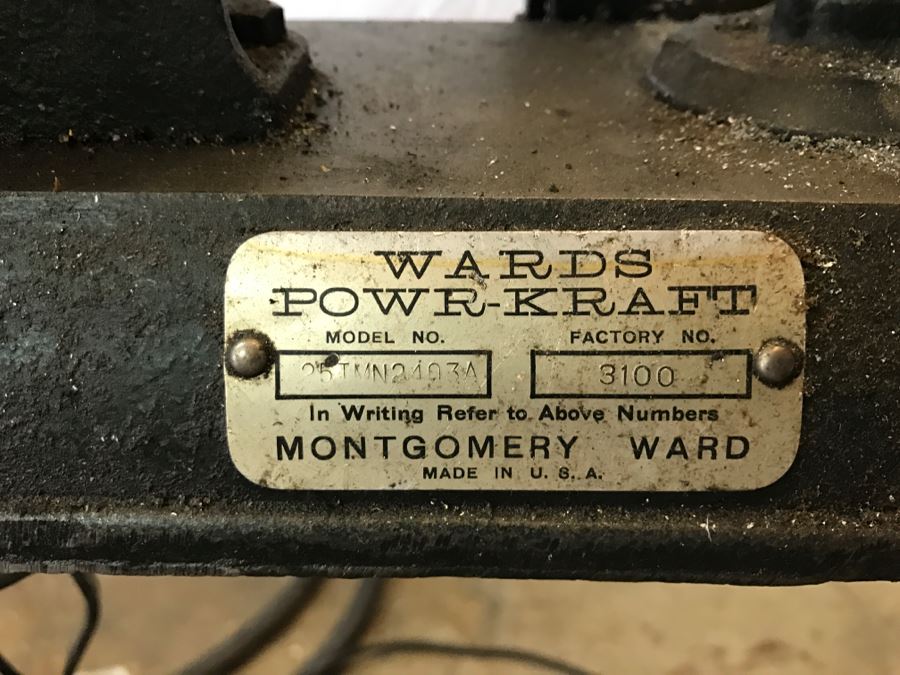 WARDS
POWR-KRAFT
MODEL NO. FACTORY NO.
3100
In Writing Refer to Above Numbers
MONTGOMERY WARD
MADE IN U.S.A.